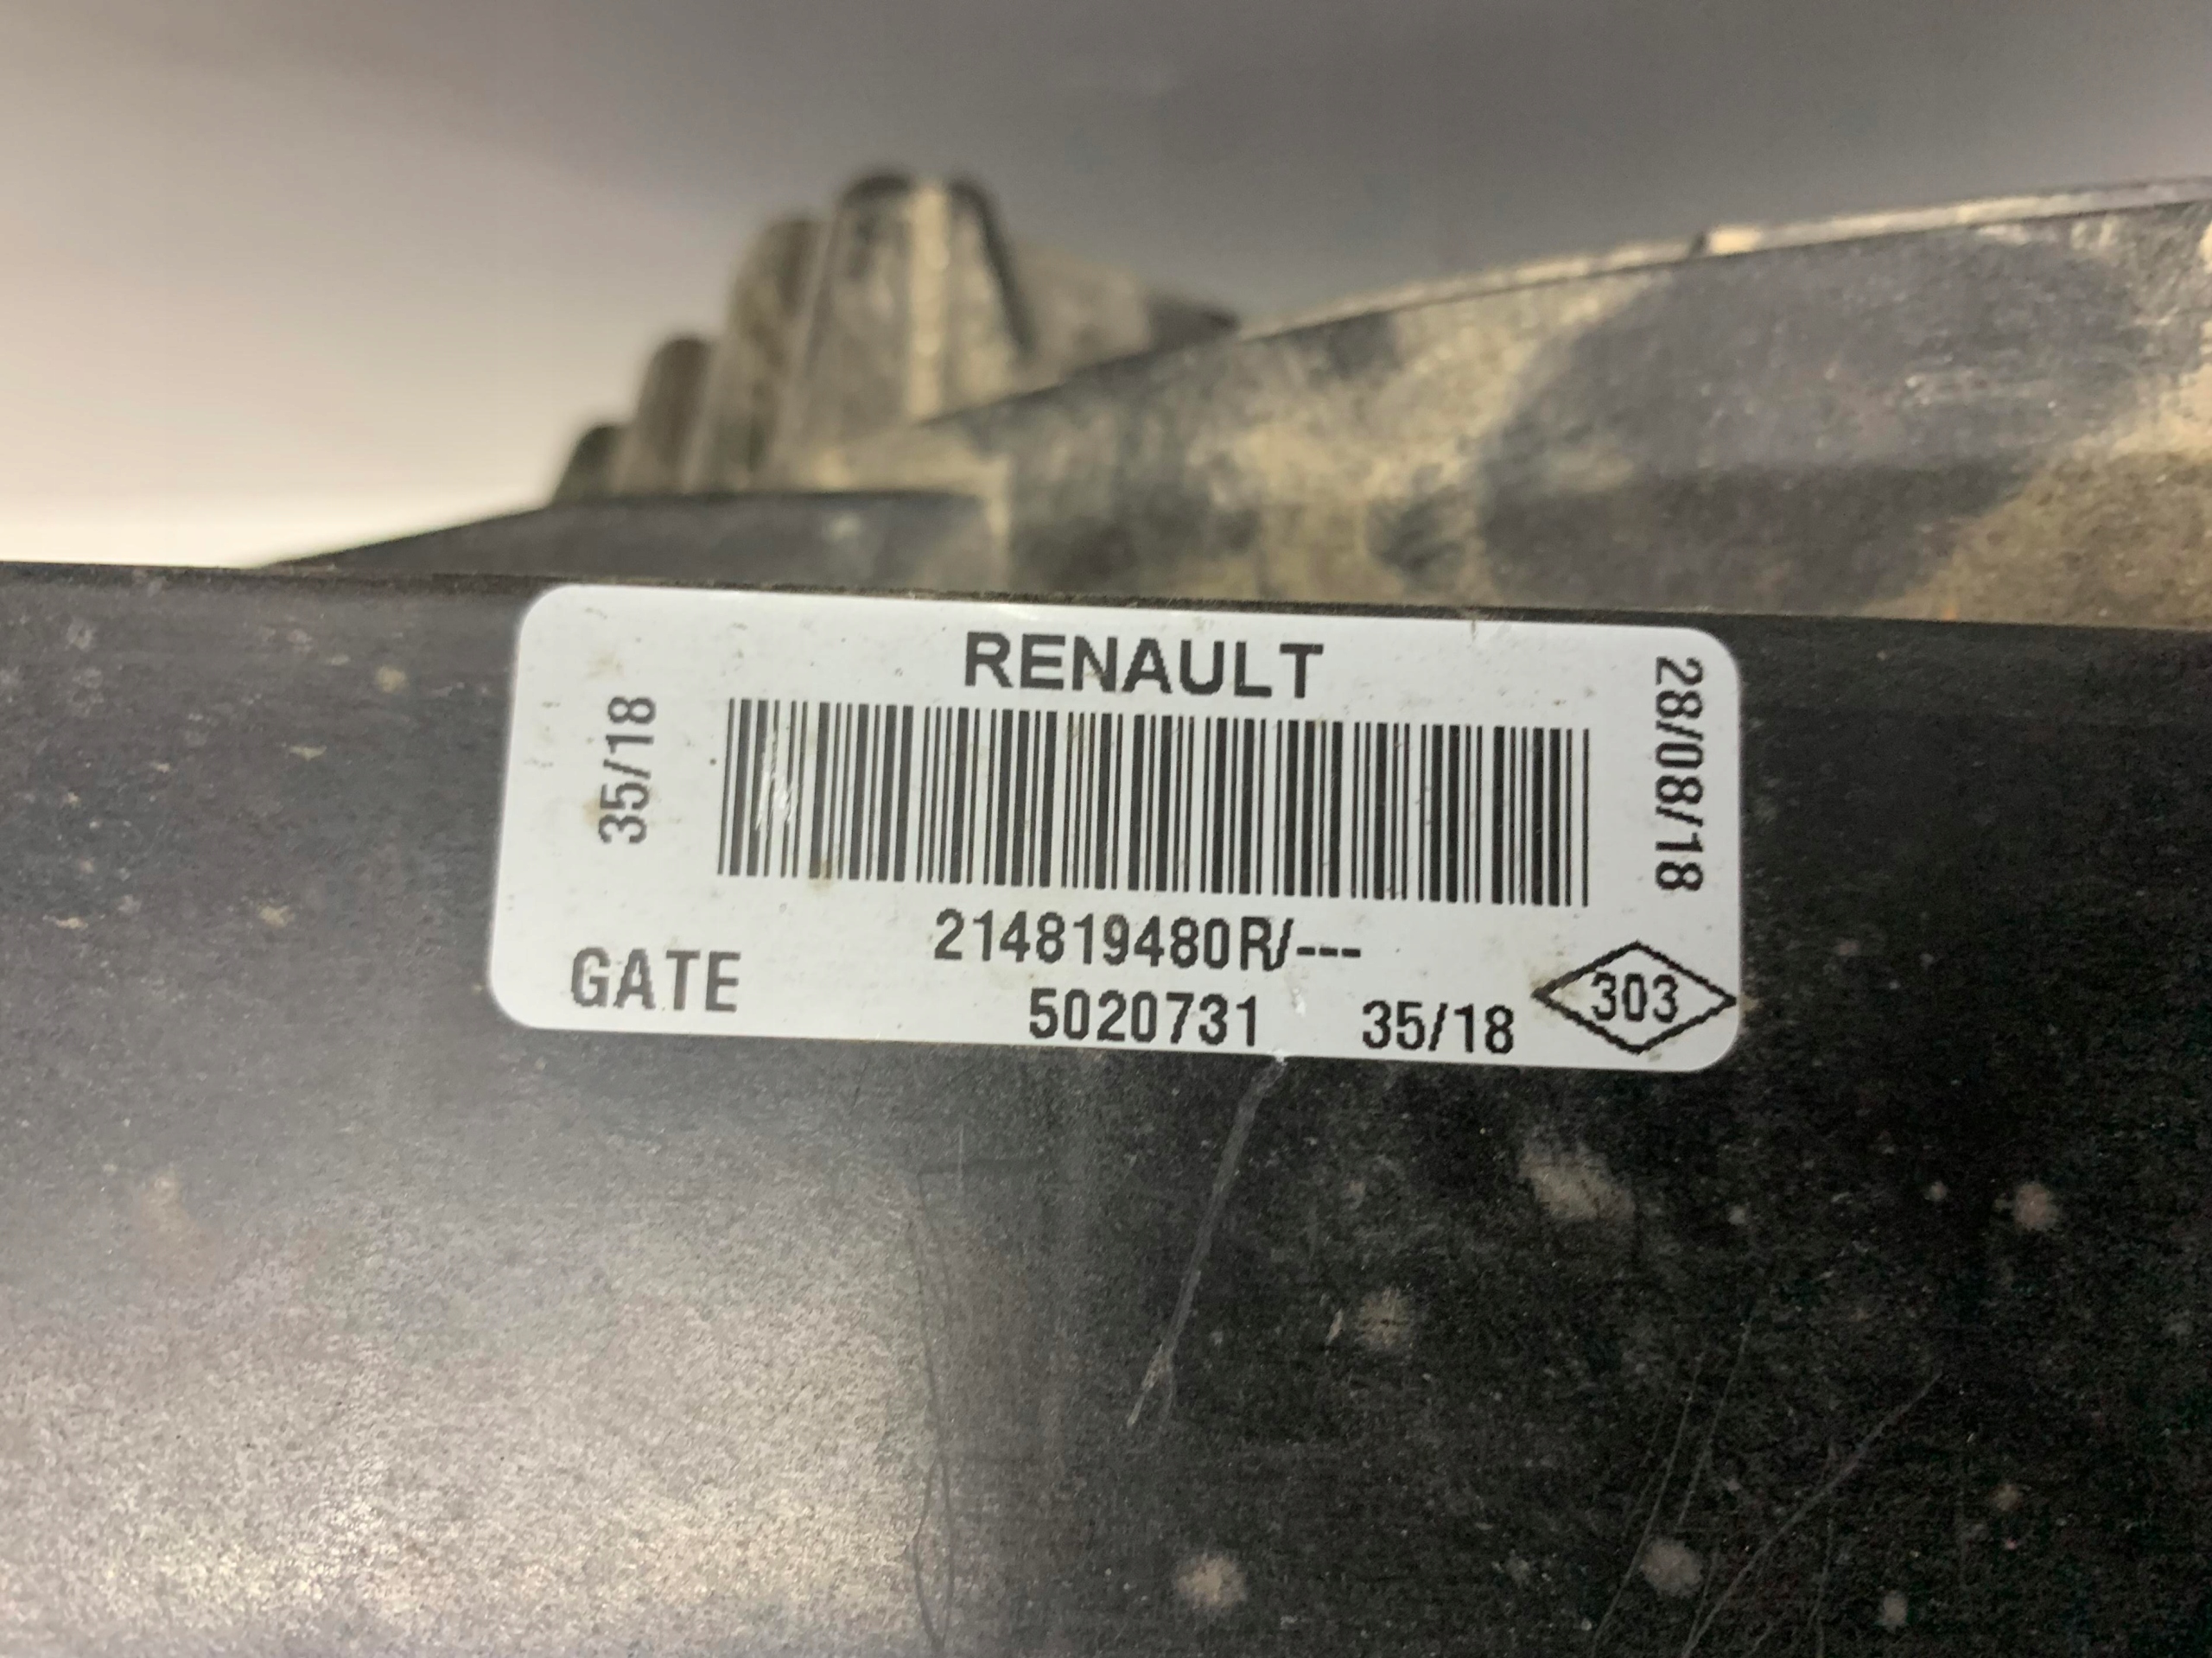 RENAULT
35/18
28/08/18
214819480R/---
GATE
5020731 35/18
303